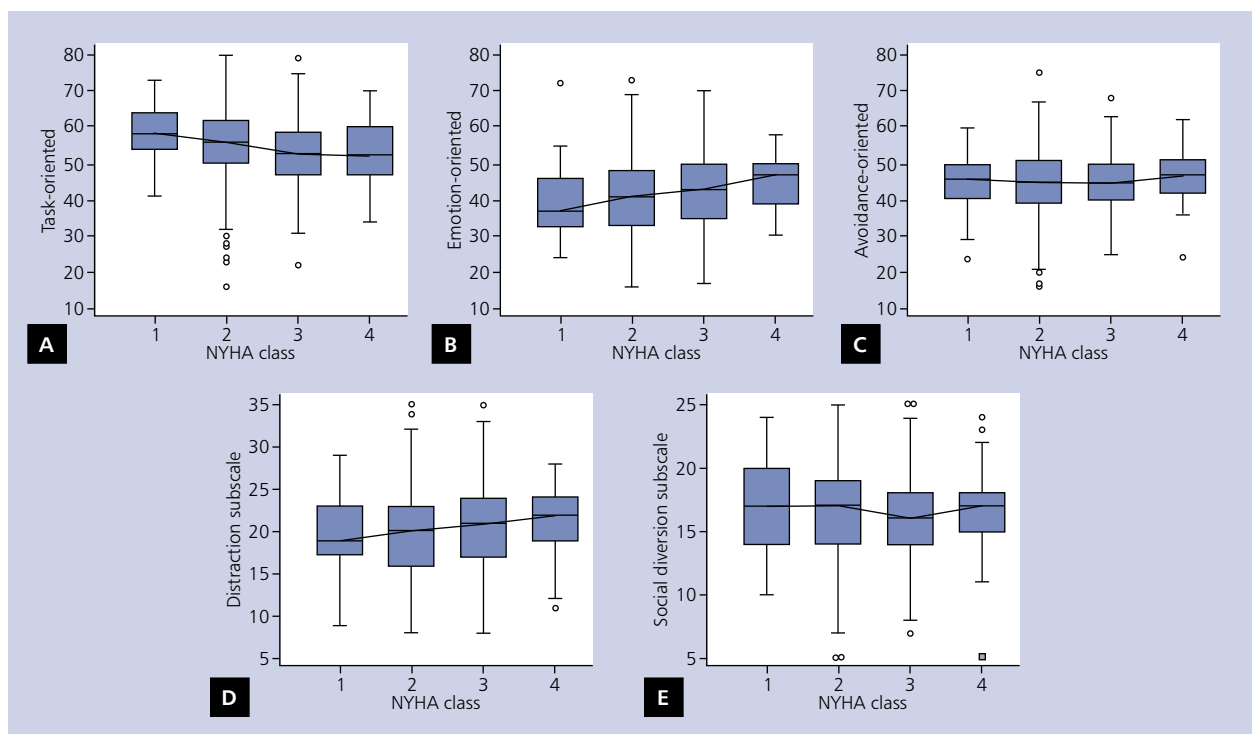 Task-oriented
80
70
60
50
40
30
20
10
1 2 3 4
NYHA class
A
Emotion-oriented
80
70
60
50
40
30
20
10
1 2 3 4
NYHA class
B
Avoidance-oriented
80
70
60
50
40
30
20
10
1 2 3 4
NYHA class
C
Distraction subscale
35
30
25
20
15
10
5
1 2 3 4
NYHA class
D
Social diversion subscale
25
20
15
10
5
1 2 3 4
NYHA class
E